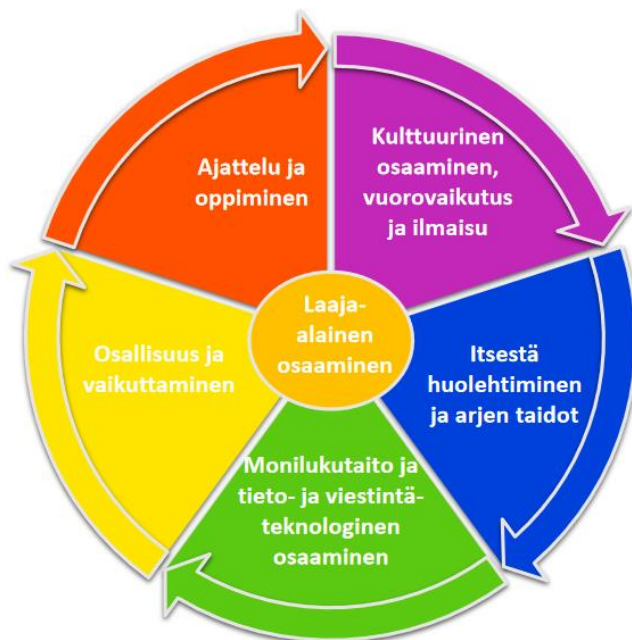 Ajattelu ja
oppiminen
Kulttuurinen
osaaminen,
vuorovaikutus
ja ilmaisu
Laaja-
alainen
osaaminen
Osallisuus ja
vaikuttaminen
Itsestä
huolehtiminen
ja arjen taidot
Monilukutaito ja
tieto- ja viestintä-
teknologinen
osaaminen